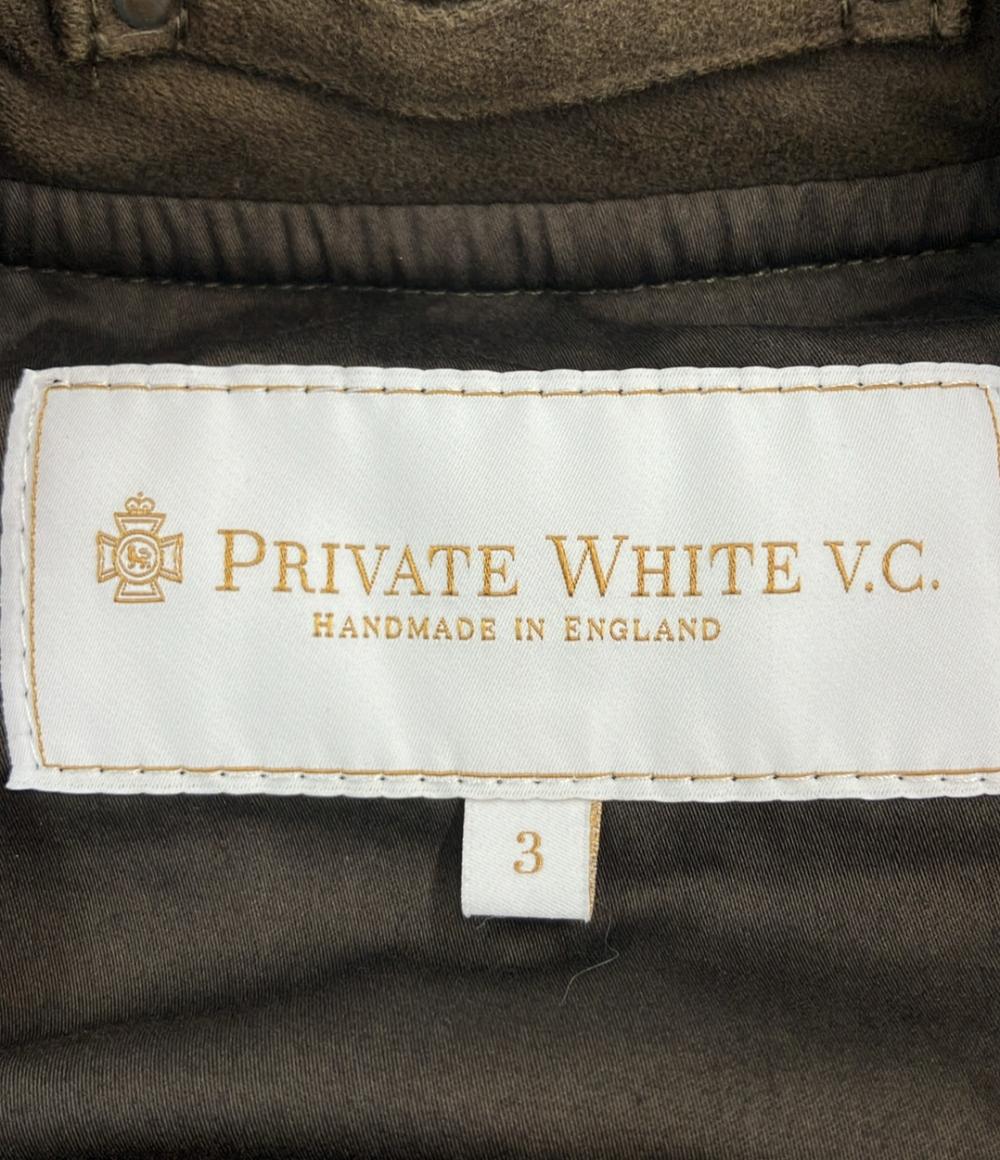 PRIVATE WHITE V.C.
HANDMADE IN ENGLAND
3